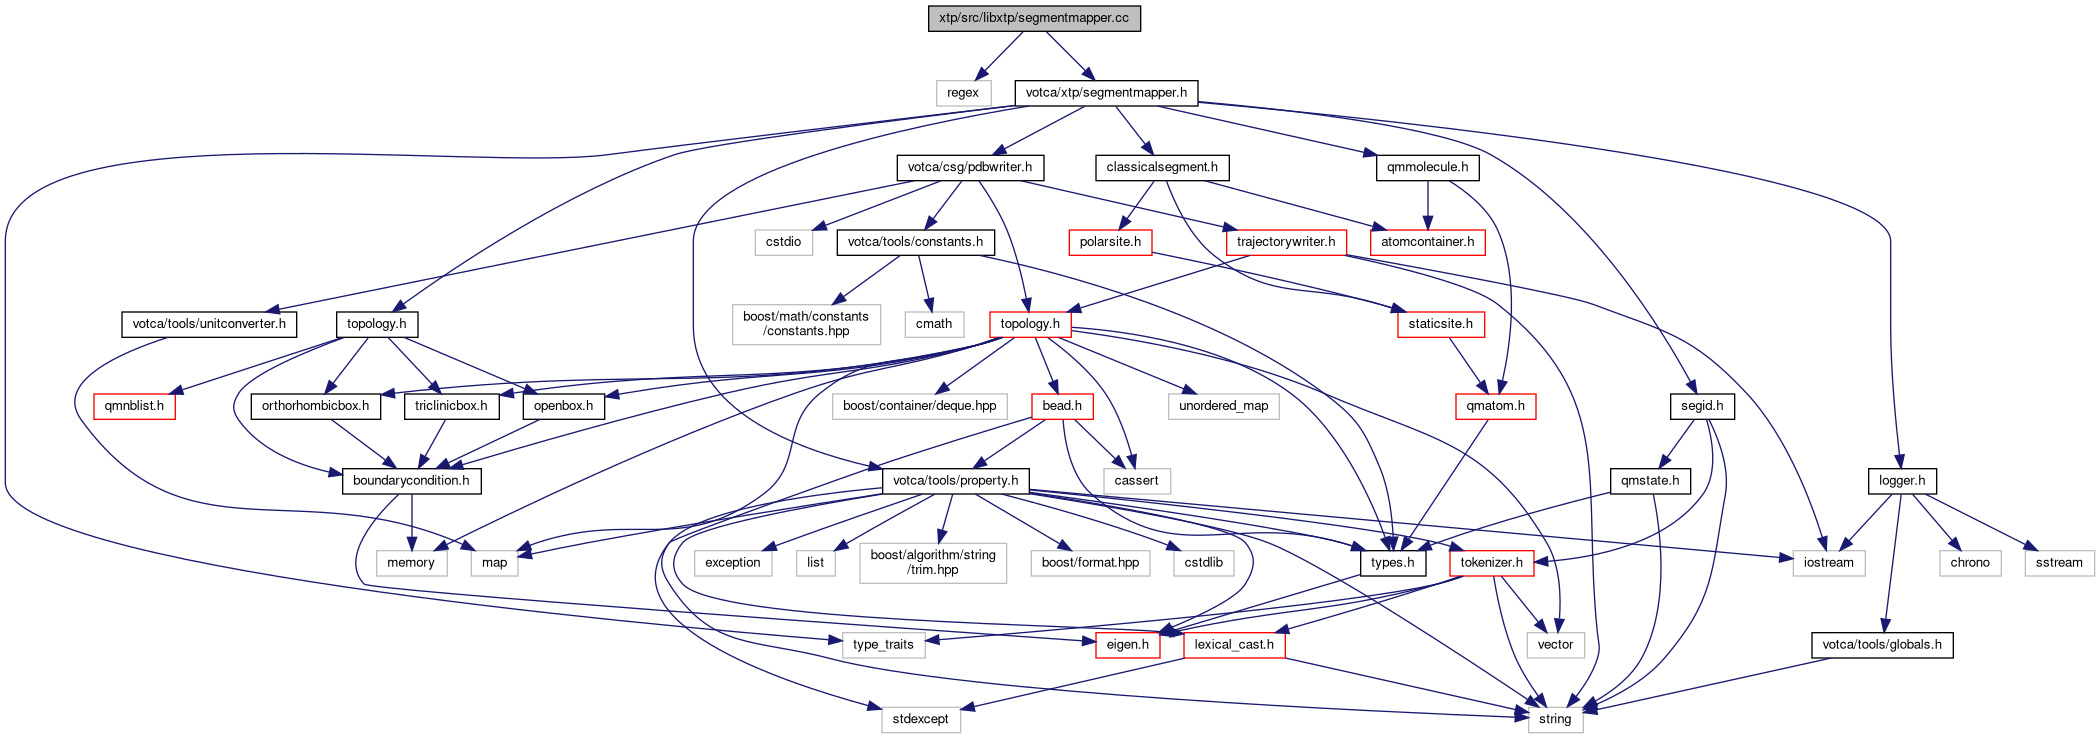 xtp/src/libxtp/segmentmapper.cc
regex
votca/xtp/segmentmapper.h
votca/csg/pdbwriter.h
classicalsegment.h
qmmolecule.h
cstdio
votca/tools/constants.h
polarsite.h
trajectorywriter.h
atomcontainer.h
votca/tools/unitconverter.h
topology.h
boost/math/constants
/constants.hpp
cmath
topology.h
staticsite.h
qmnblist.h
orthorhombicbox.h
triclinicbox.h
openbox.h
boost/container/deque.hpp
bead.h
unordered_map
qmatom.h
segid.h
boundarycondition.h
votca/tools/property.h
cassert
qmstate.h
logger.h
memory
map
exception
list
boost/algorithm/string
/trim.hpp
boost/format.hpp
cstdlib
types.h
tokenizer.h
iostream
chrono
sstream
type_traits
eigen.h
lexical_cast.h
vector
votca/tools/globals.h
stdexcept
string